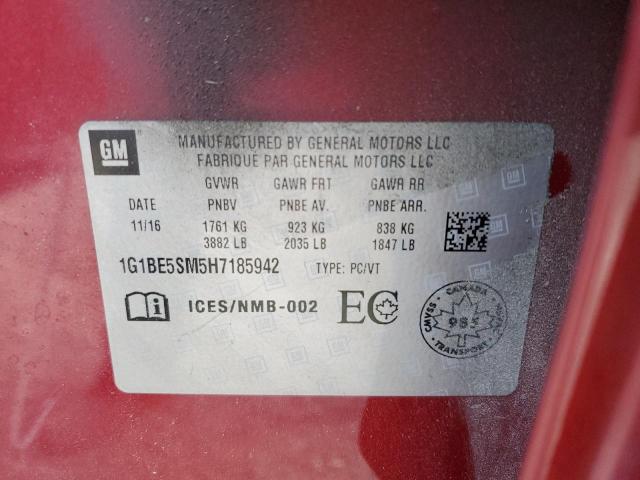 GM
MANUFACTURED BY GENERAL MOTORS LLC
FABRIQUE PAR GENERAL MOTORS LLC
GVWR GAWR FRT GAWR RR
DATE PNBV PNBE AV. PNBE ARR.
11/16 1761 KG 923 KG 838 KG
3882 LB 2035 LB 1847 LB
1G1BE5SM5H7185942 TYPE: PC/VT
ICES/NMB-002 EC
CANADA
CMVSS
TRANSPORT